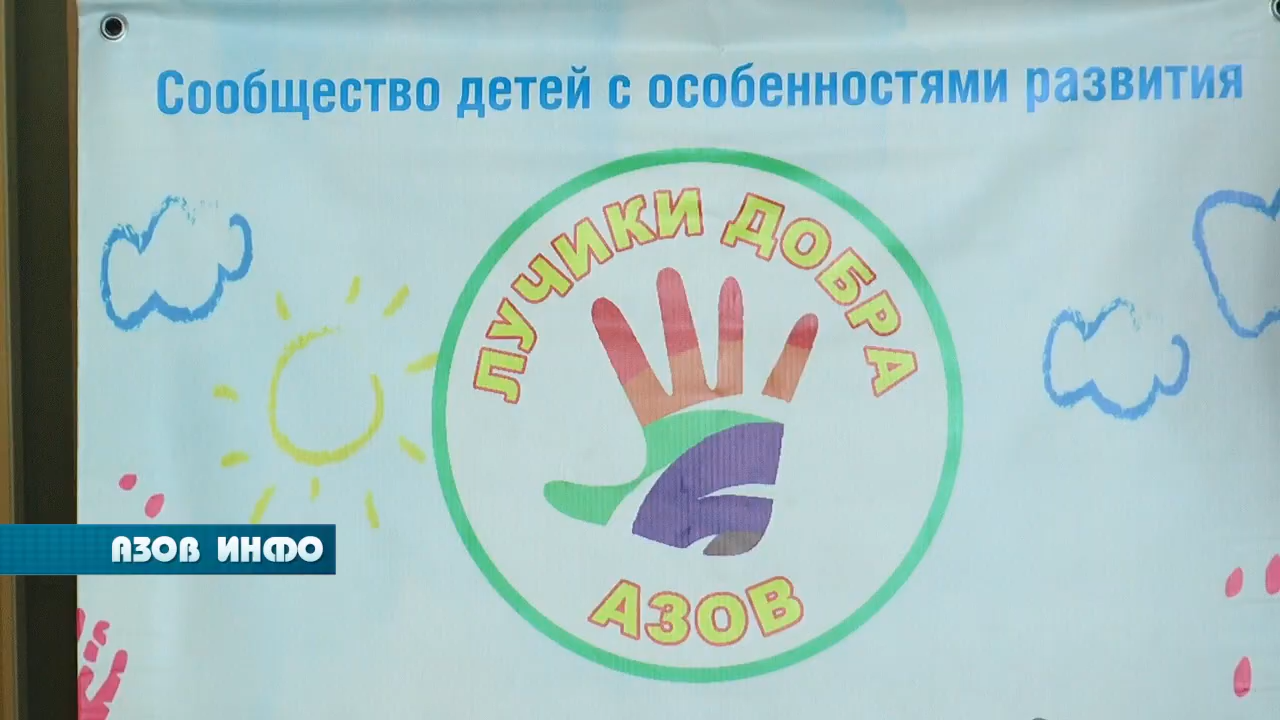 Сообщество детей с особенностями развития
ЛУЧИКИ ДОБРА
АЗОВ
АЗОВ ИНФО